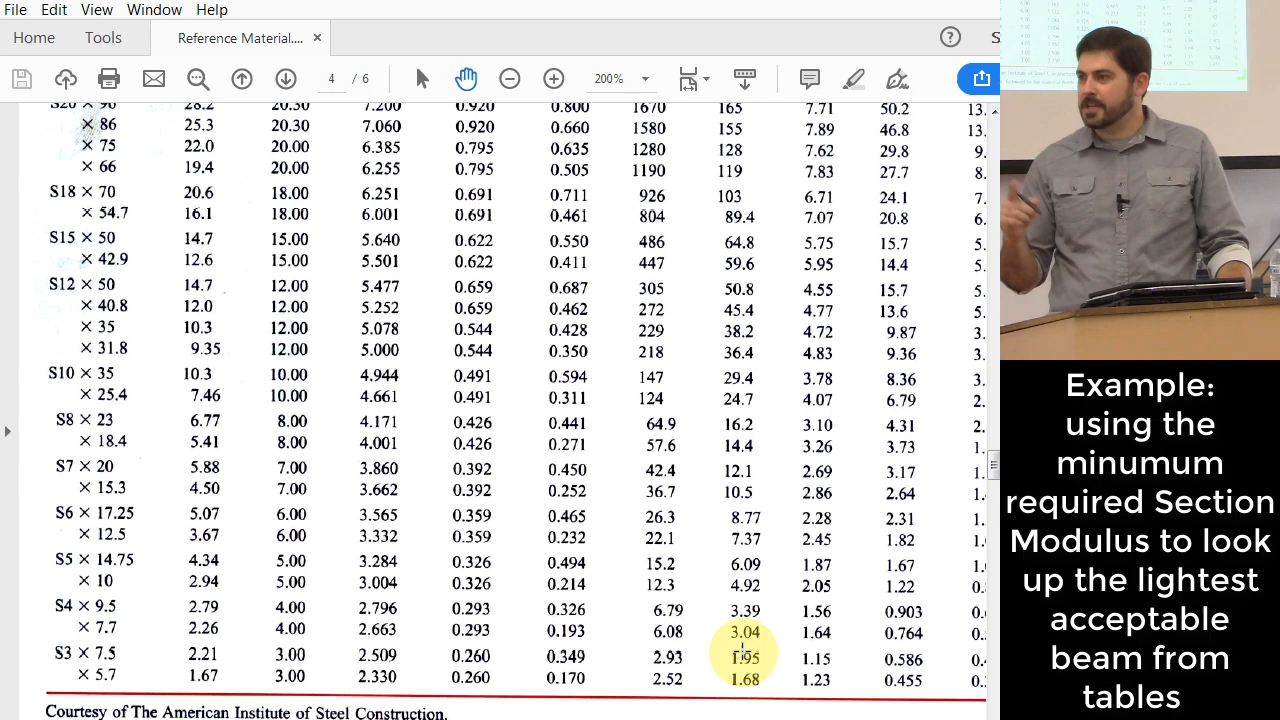 File Edit View Window Help
Home Tools Reference Material.... × S
4 / 6 200%
S20 × 96 28.2 20.30 7.200 0.920 0.800 1670 165 7.71 50.2 13.
× 86 25.3 20.30 7.060 0.920 0.660 1580 155 7.89 46.8 13.
× 75 22.0 20.00 6.385 0.795 0.635 1280 128 7.62 29.8 9.
× 66 19.4 20.00 6.255 0.795 0.505 1190 119 7.83 27.7 8.
S18 × 70 20.6 18.00 6.251 0.691 0.711 926 103 6.71 24.1 7.
× 54.7 16.1 18.00 6.001 0.691 0.461 804 89.4 7.07 20.8 6.
S15 × 50 14.7 15.00 5.640 0.622 0.550 486 64.8 5.75 15.7 5.
× 42.9 12.6 15.00 5.501 0.622 0.411 447 59.6 5.95 14.4 5.
S12 × 50 14.7 12.00 5.477 0.659 0.687 305 50.8 4.55 15.7 5.
× 40.8 12.0 12.00 5.252 0.659 0.462 272 45.4 4.77 13.6 5.
× 35 10.3 12.00 5.078 0.544 0.428 229 38.2 4.72 9.87 3.
× 31.8 9.35 12.00 5.000 0.544 0.350 218 36.4 4.83 9.36 3.
S10 × 35 10.3 10.00 4.944 0.491 0.594 147 29.4 3.78 8.36 3.
× 25.4 7.46 10.00 4.661 0.491 0.311 124 24.7 4.07 6.79 2.
S8 × 23 6.77 8.00 4.171 0.426 0.441 64.9 16.2 3.10 4.31 2.
× 18.4 5.41 8.00 4.001 0.426 0.271 57.6 14.4 3.26 3.73 1.
S7 × 20 5.88 7.00 3.860 0.392 0.450 42.4 12.1 2.69 3.17 1.
× 15.3 4.50 7.00 3.662 0.392 0.252 36.7 10.5 2.86 2.64 1.
S6 × 17.25 5.07 6.00 3.565 0.359 0.465 26.3 8.77 2.28 2.31 1.
× 12.5 3.67 6.00 3.332 0.359 0.232 22.1 7.37 2.45 1.82 1.
S5 × 14.75 4.34 5.00 3.284 0.326 0.494 15.2 6.09 1.87 1.67 1.
× 10 2.94 5.00 3.004 0.326 0.214 12.3 4.92 2.05 1.22 0.
S4 × 9.5 2.79 4.00 2.796 0.293 0.326 6.79 3.39 1.56 0.903 0.
× 7.7 2.26 4.00 2.663 0.293 0.193 6.08 3.04 1.64 0.764 0.
S3 × 7.5 2.21 3.00 2.509 0.260 0.349 2.93 1.95 1.15 0.586 0.
× 5.7 1.67 3.00 2.330 0.260 0.170 2.52 1.68 1.23 0.455 0.
Courtesy of The American Institute of Steel Construction.
Example:
using the
minumum
required Section
Modulus to look
up the lightest
acceptable
beam from
tables